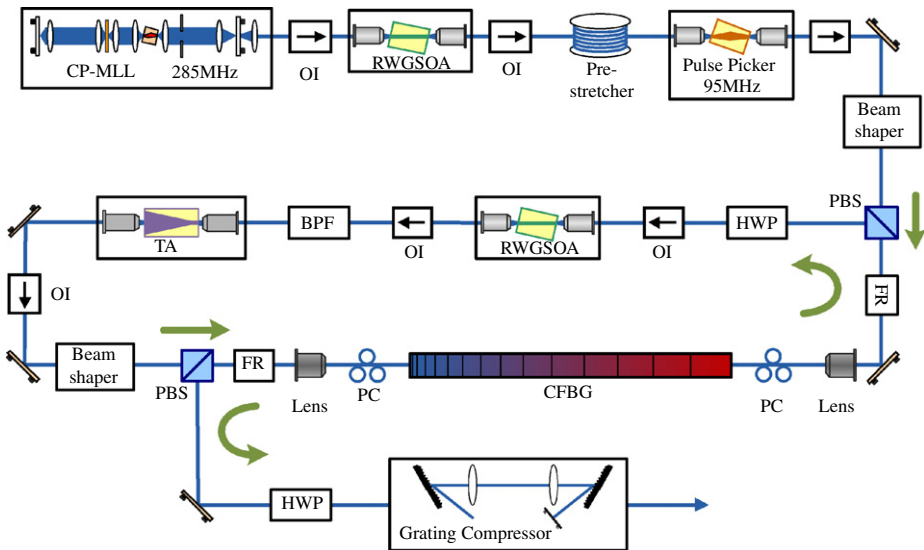 CP-MLL 285MHz
OI
RWGSOA
OI
Pre-
stretcher
Pulse Picker
95MHz
Beam
shaper
PBS
HWP
OI
RWGSOA
OI
BPF
TA
FR
OI
Beam
shaper
PBS
FR
Lens
PC
CFBG
PC
Lens
HWP
Grating Compressor